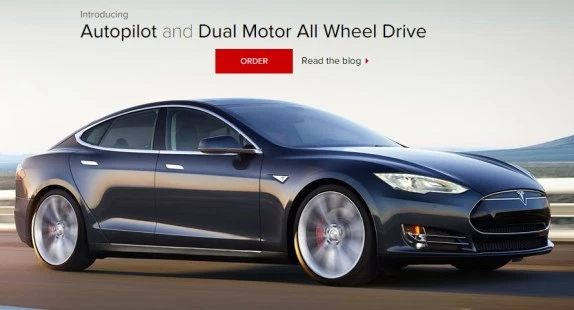 Introducing
Autopilot and Dual Motor All Wheel Drive
ORDER Read the blog